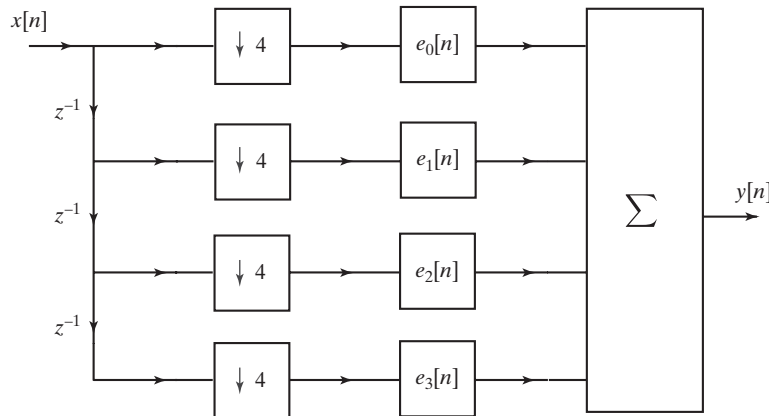 x[n]
↓ 4
e₀[n]
z⁻¹
↓ 4
e₁[n]
z⁻¹
↓ 4
e₂[n]
z⁻¹
↓ 4
e₃[n]
∑
y[n]